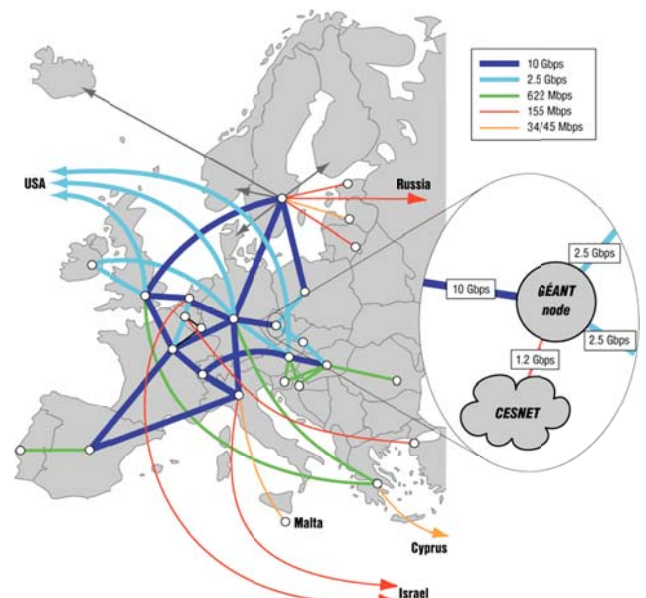 10 Gbps
2.5 Gbps
622 Mbps
155 Mbps
34/45 Mbps
USA
Russia
2.5 Gbps
10 Gbps
GÉANT
node
2.5 Gbps
1.2 Gbps
CESNET
Malta
Cyprus
Israel